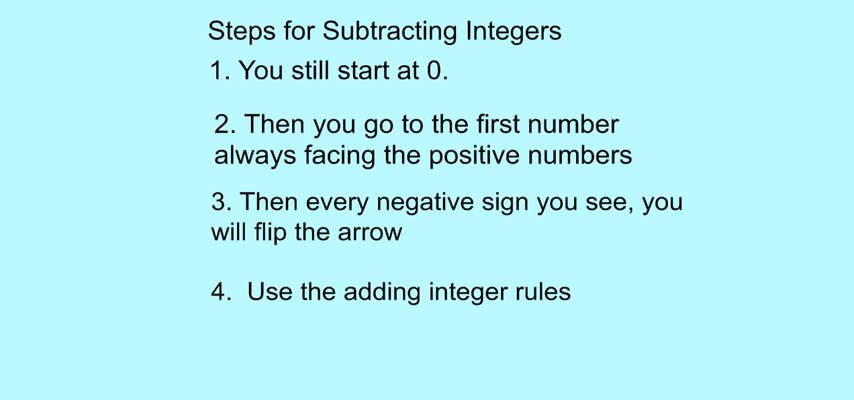 Steps for Subtracting Integers
1. You still start at 0.
2. Then you go to the first number
always facing the positive numbers
3. Then every negative sign you see, you
will flip the arrow
4.  Use the adding integer rules